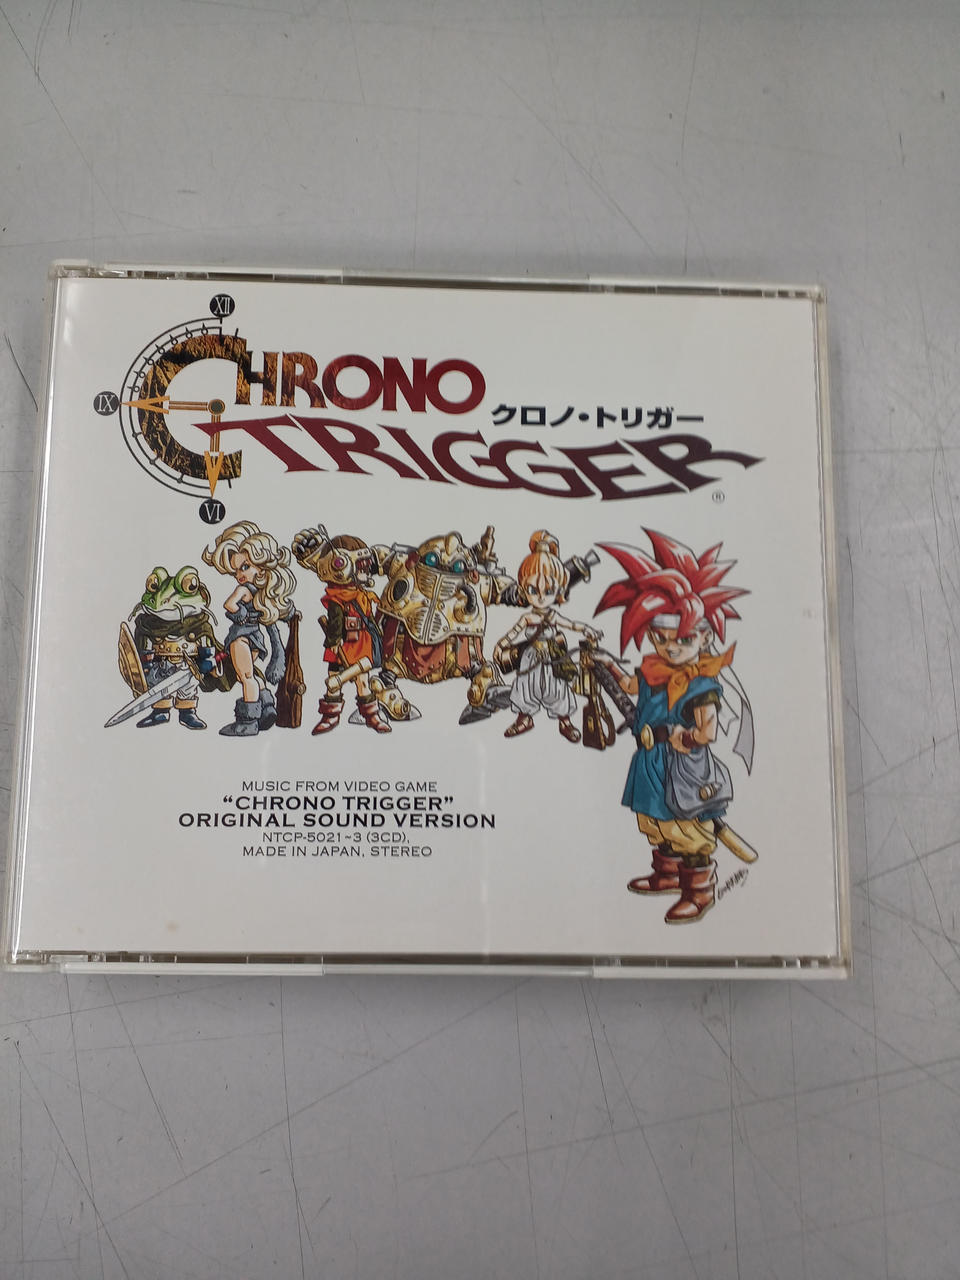 XII
CHRONO
IX
クロノ・トリガー
TRIGGER
®
VI
MUSIC FROM VIDEO GAME
“CHRONO TRIGGER”
ORIGINAL SOUND VERSION
NTCP-5021~3 (3CD),
MADE IN JAPAN, STEREO